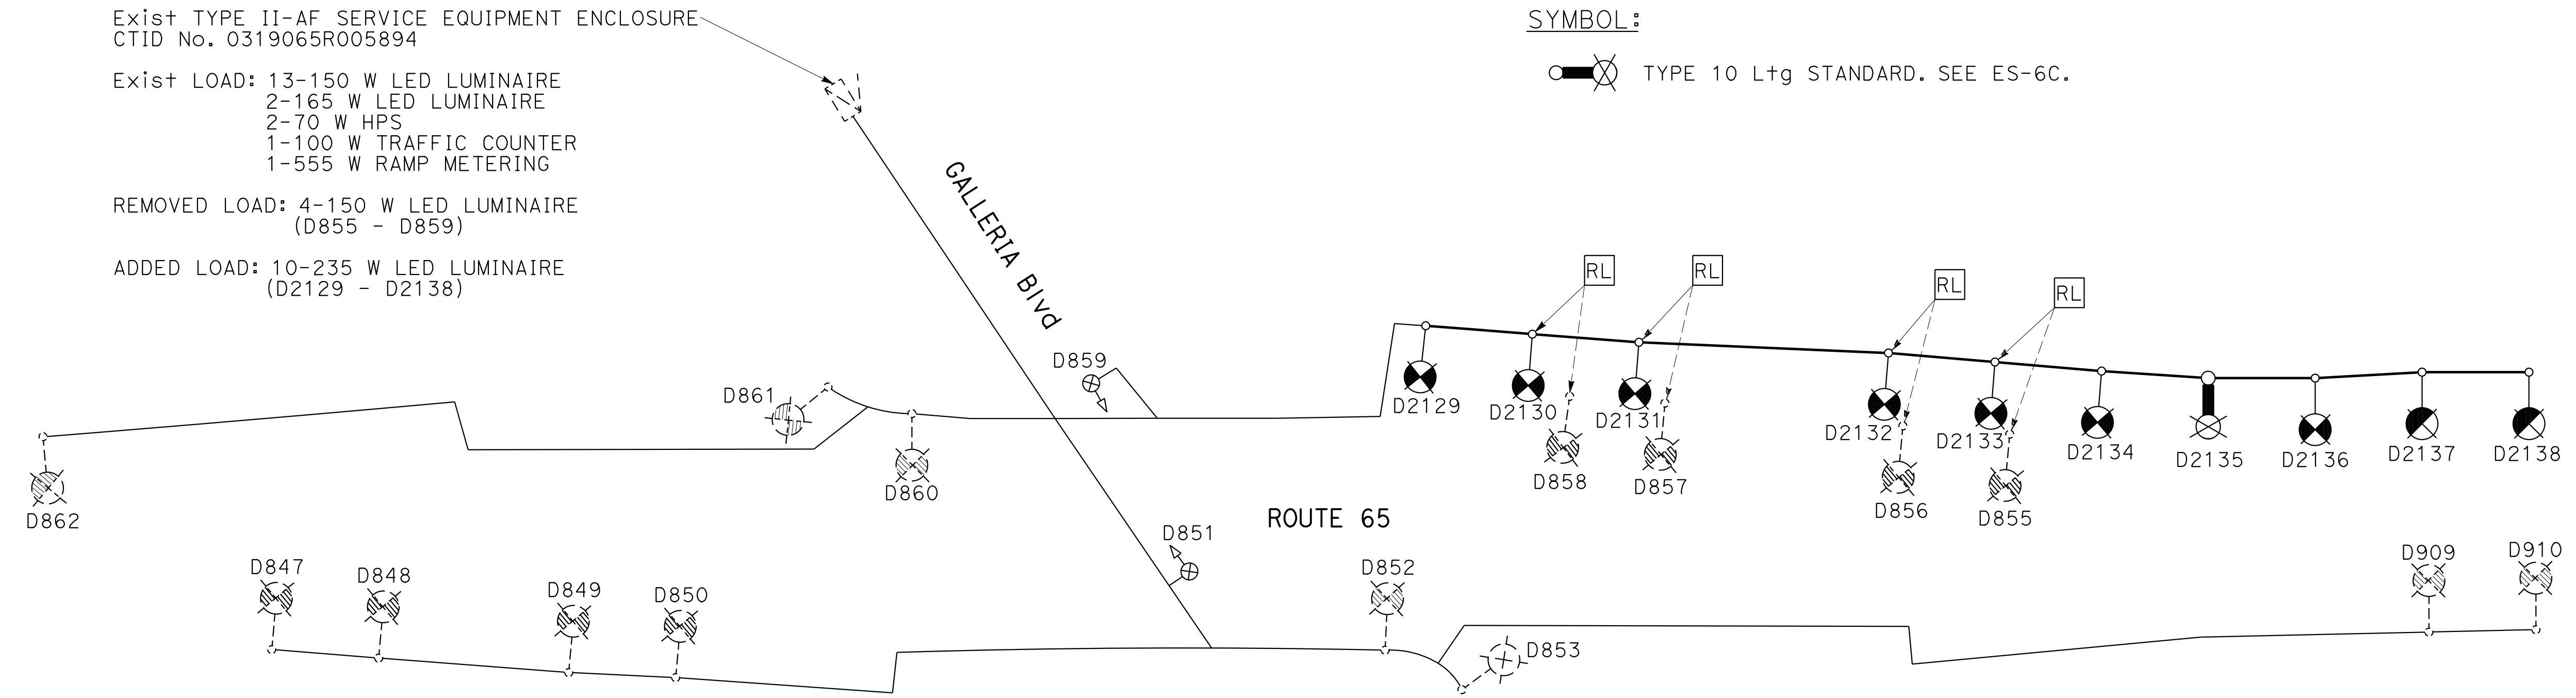 Exist TYPE II-AF SERVICE EQUIPMENT ENCLOSURE
CTID No. 0319065R005894
Exist LOAD: 13-150 W LED LUMINAIRE
2-165 W LED LUMINAIRE
2-70 W HPS
1-100 W TRAFFIC COUNTER
1-555 W RAMP METERING
REMOVED LOAD: 4-150 W LED LUMINAIRE
(D855 - D859)
ADDED LOAD: 10-235 W LED LUMINAIRE
(D2129 - D2138)
SYMBOL:
TYPE 10 Ltg STANDARD. SEE ES-6C.
GALLERIA Blvd
RL
RL
RL
RL
D859
D861
D2129
D2130
D2131
D2132
D2133
D2134
D2135
D2136
D2137
D2138
D862
D860
D858
D857
D856
D855
ROUTE 65
D851
D847
D848
D849
D850
D852
D853
D909
D910